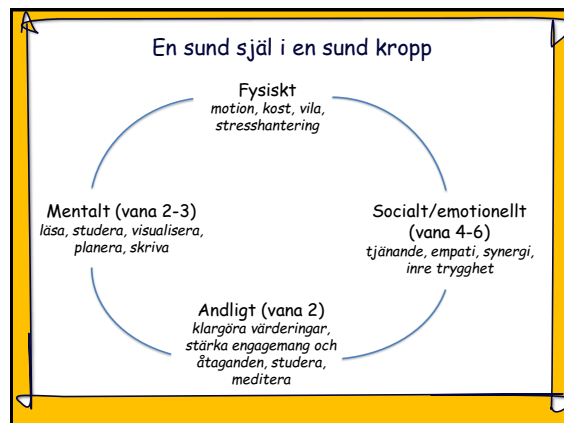 En sund själ i en sund kropp
Fysiskt
motion, kost, vila,
stresshantering
Mentalt (vana 2-3)
läsa, studera, visualisera,
planera, skriva
Socialt/emotionellt
(vana 4-6)
tjänande, empati, synergi,
inre trygghet
Andligt (vana 2)
klargöra värderingar,
stärka engagemang och
åtaganden, studera,
meditera